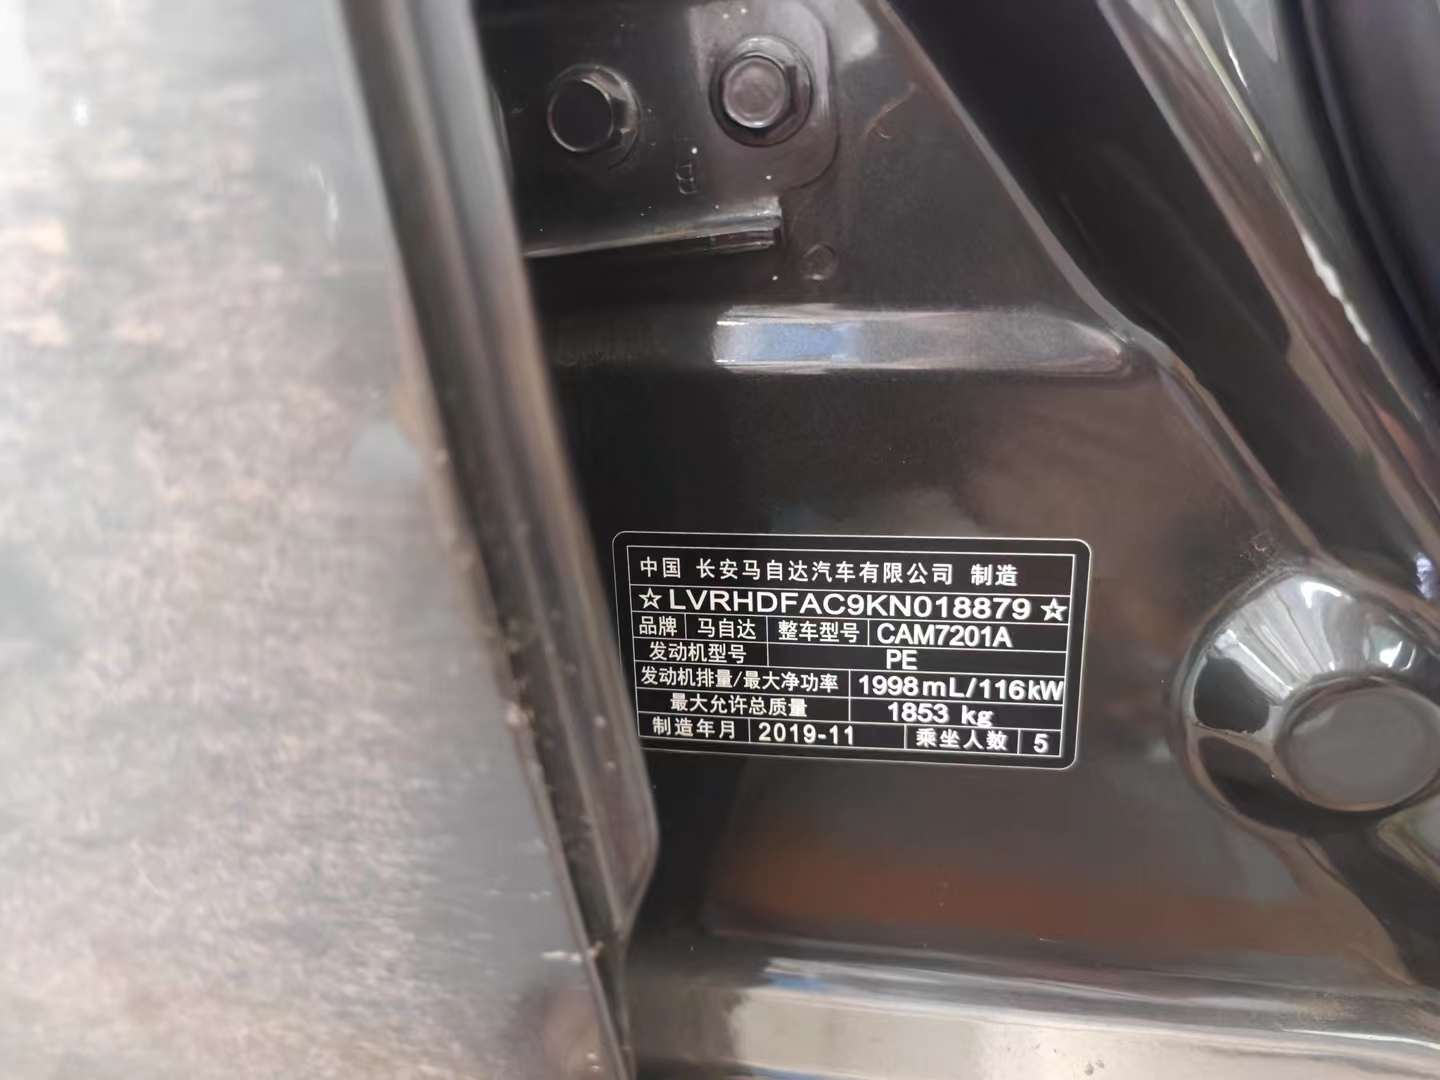 中国 长安马自达汽车有限公司 制造
☆LVRHDFAC9KN018879☆
品牌 马自达 整车型号 CAM7201A
发动机型号 PE
发动机排量/最大净功率 1998mL/116kW
最大允许总质量 1853 kg
制造年月 2019-11 乘坐人数 5